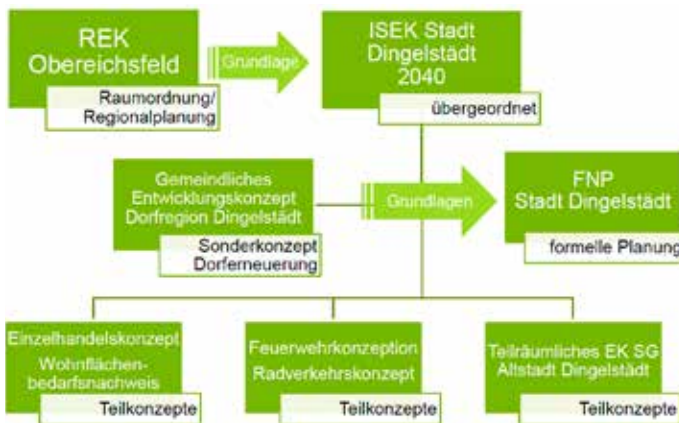 REK
Obereichsfeld
Raumordnung/
Regionalplanung
Grundlage
ISEK Stadt
Dingelstädt
2040
übergeordnet
Gemeindliches
Entwicklungskonzept
Dorfregion Dingelstädt
Sonderkonzept
Dorferneuerung
Grundlagen
FNP
Stadt Dingelstädt
formelle Planung
Einzelhandelskonzept
Wohnflächen-
bedarfsnachweis
Teilkonzepte
Feuerwehrkonzeption
Radverkehrskonzept
Teilkonzepte
Teilräumliches EK SG
Altstadt Dingelstädt
Teilkonzepte